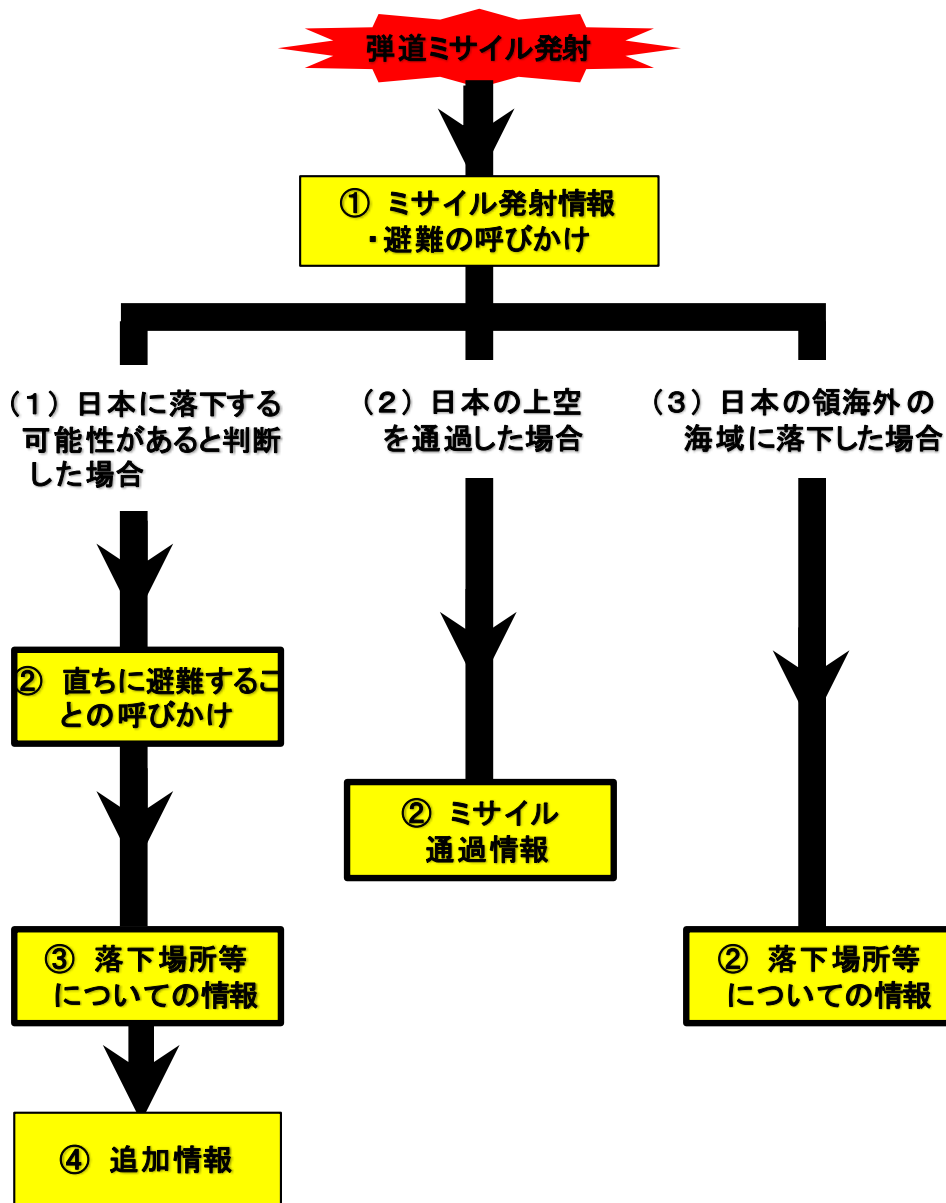 弾道ミサイル発射
① ミサイル発射情報
・避難の呼びかけ
(1)日本に落下する
可能性があると判断
した場合
(2)日本の上空
を通過した場合
(3)日本の領海外の
海域に落下した場合
② 直ちに避難するこ
との呼びかけ
② ミサイル
通過情報
③ 落下場所等
についての情報
② 落下場所等
についての情報
④ 追加情報